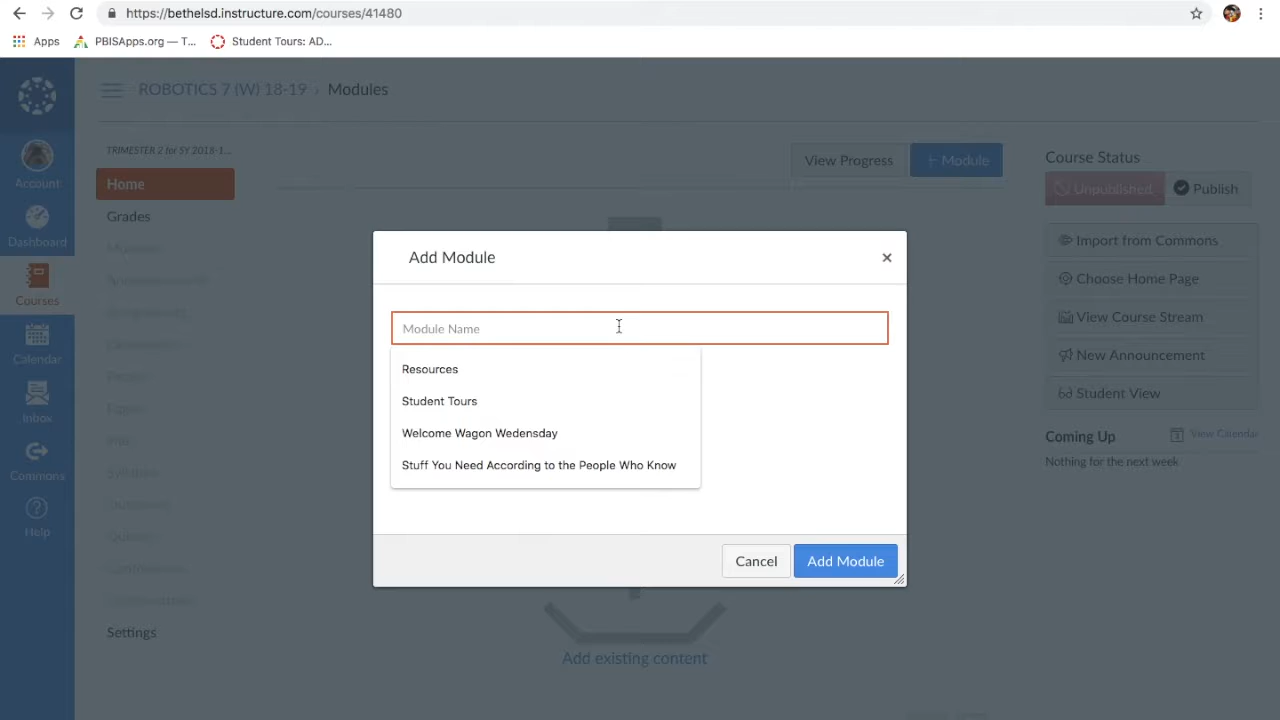 https://bethelsd.instructure.com/courses/41480
Apps PBISApps.org — T... Student Tours: AD...
ROBOTICS 7 (W) 18-19 › Modules
TRIMESTER 2 for SY 2018-1...
View Progress + Module
Course Status
Account
Home
Unpublished Publish
Grades
Dashboard
Import from Commons
Add Module
Choose Home Page
Courses
View Course Stream
Module Name
Calendar
New Announcement
Resources
Student View
Student Tours
Inbox
Welcome Wagon Wedensday
Coming Up View Calendar
Nothing for the next week
Stuff You Need According to the People Who Know
Commons
Help
Cancel Add Module
Settings
Add existing content